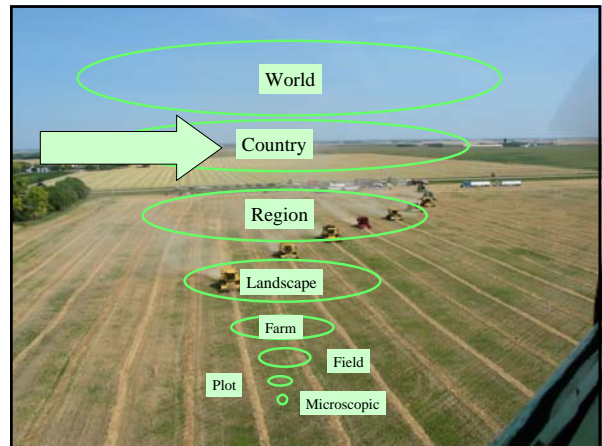 World
Country
Region
Landscape
Farm
Field
Plot
Microscopic